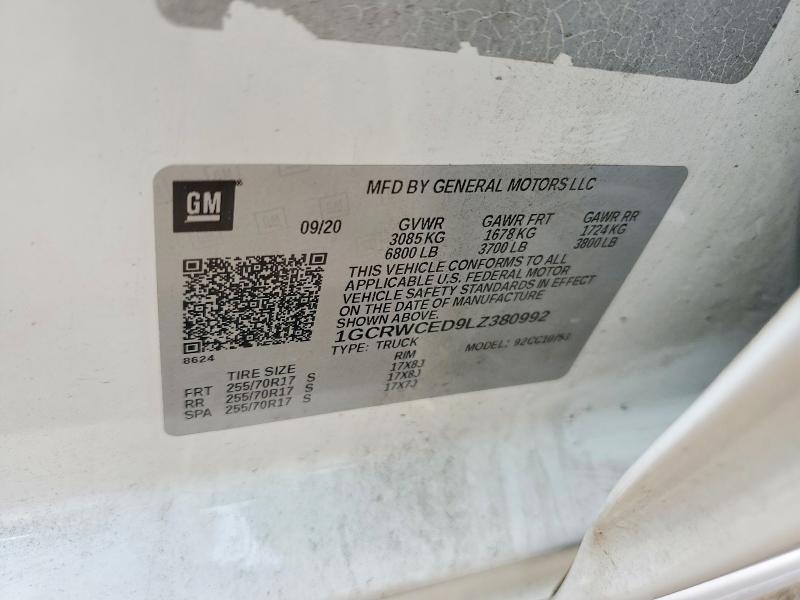 GM
MFD BY GENERAL MOTORS LLC
09/20
GVWR GAWR FRT GAWR RR
3085 KG 1678 KG 1724 KG
6800 LB 3700 LB 3800 LB
THIS VEHICLE CONFORMS TO ALL
APPLICABLE U.S. FEDERAL MOTOR
VEHICLE SAFETY STANDARDS IN EFFECT
ON THE DATE OF MANUFACTURE
SHOWN ABOVE.
1GCRWCED9LZ380992
TYPE: TRUCK MODEL:
8624
TIRE SIZE RIM
FRT 255/70R17 S 17X8J
RR 255/70R17 S 17X8J
SPA 255/70R17 S 17X7J